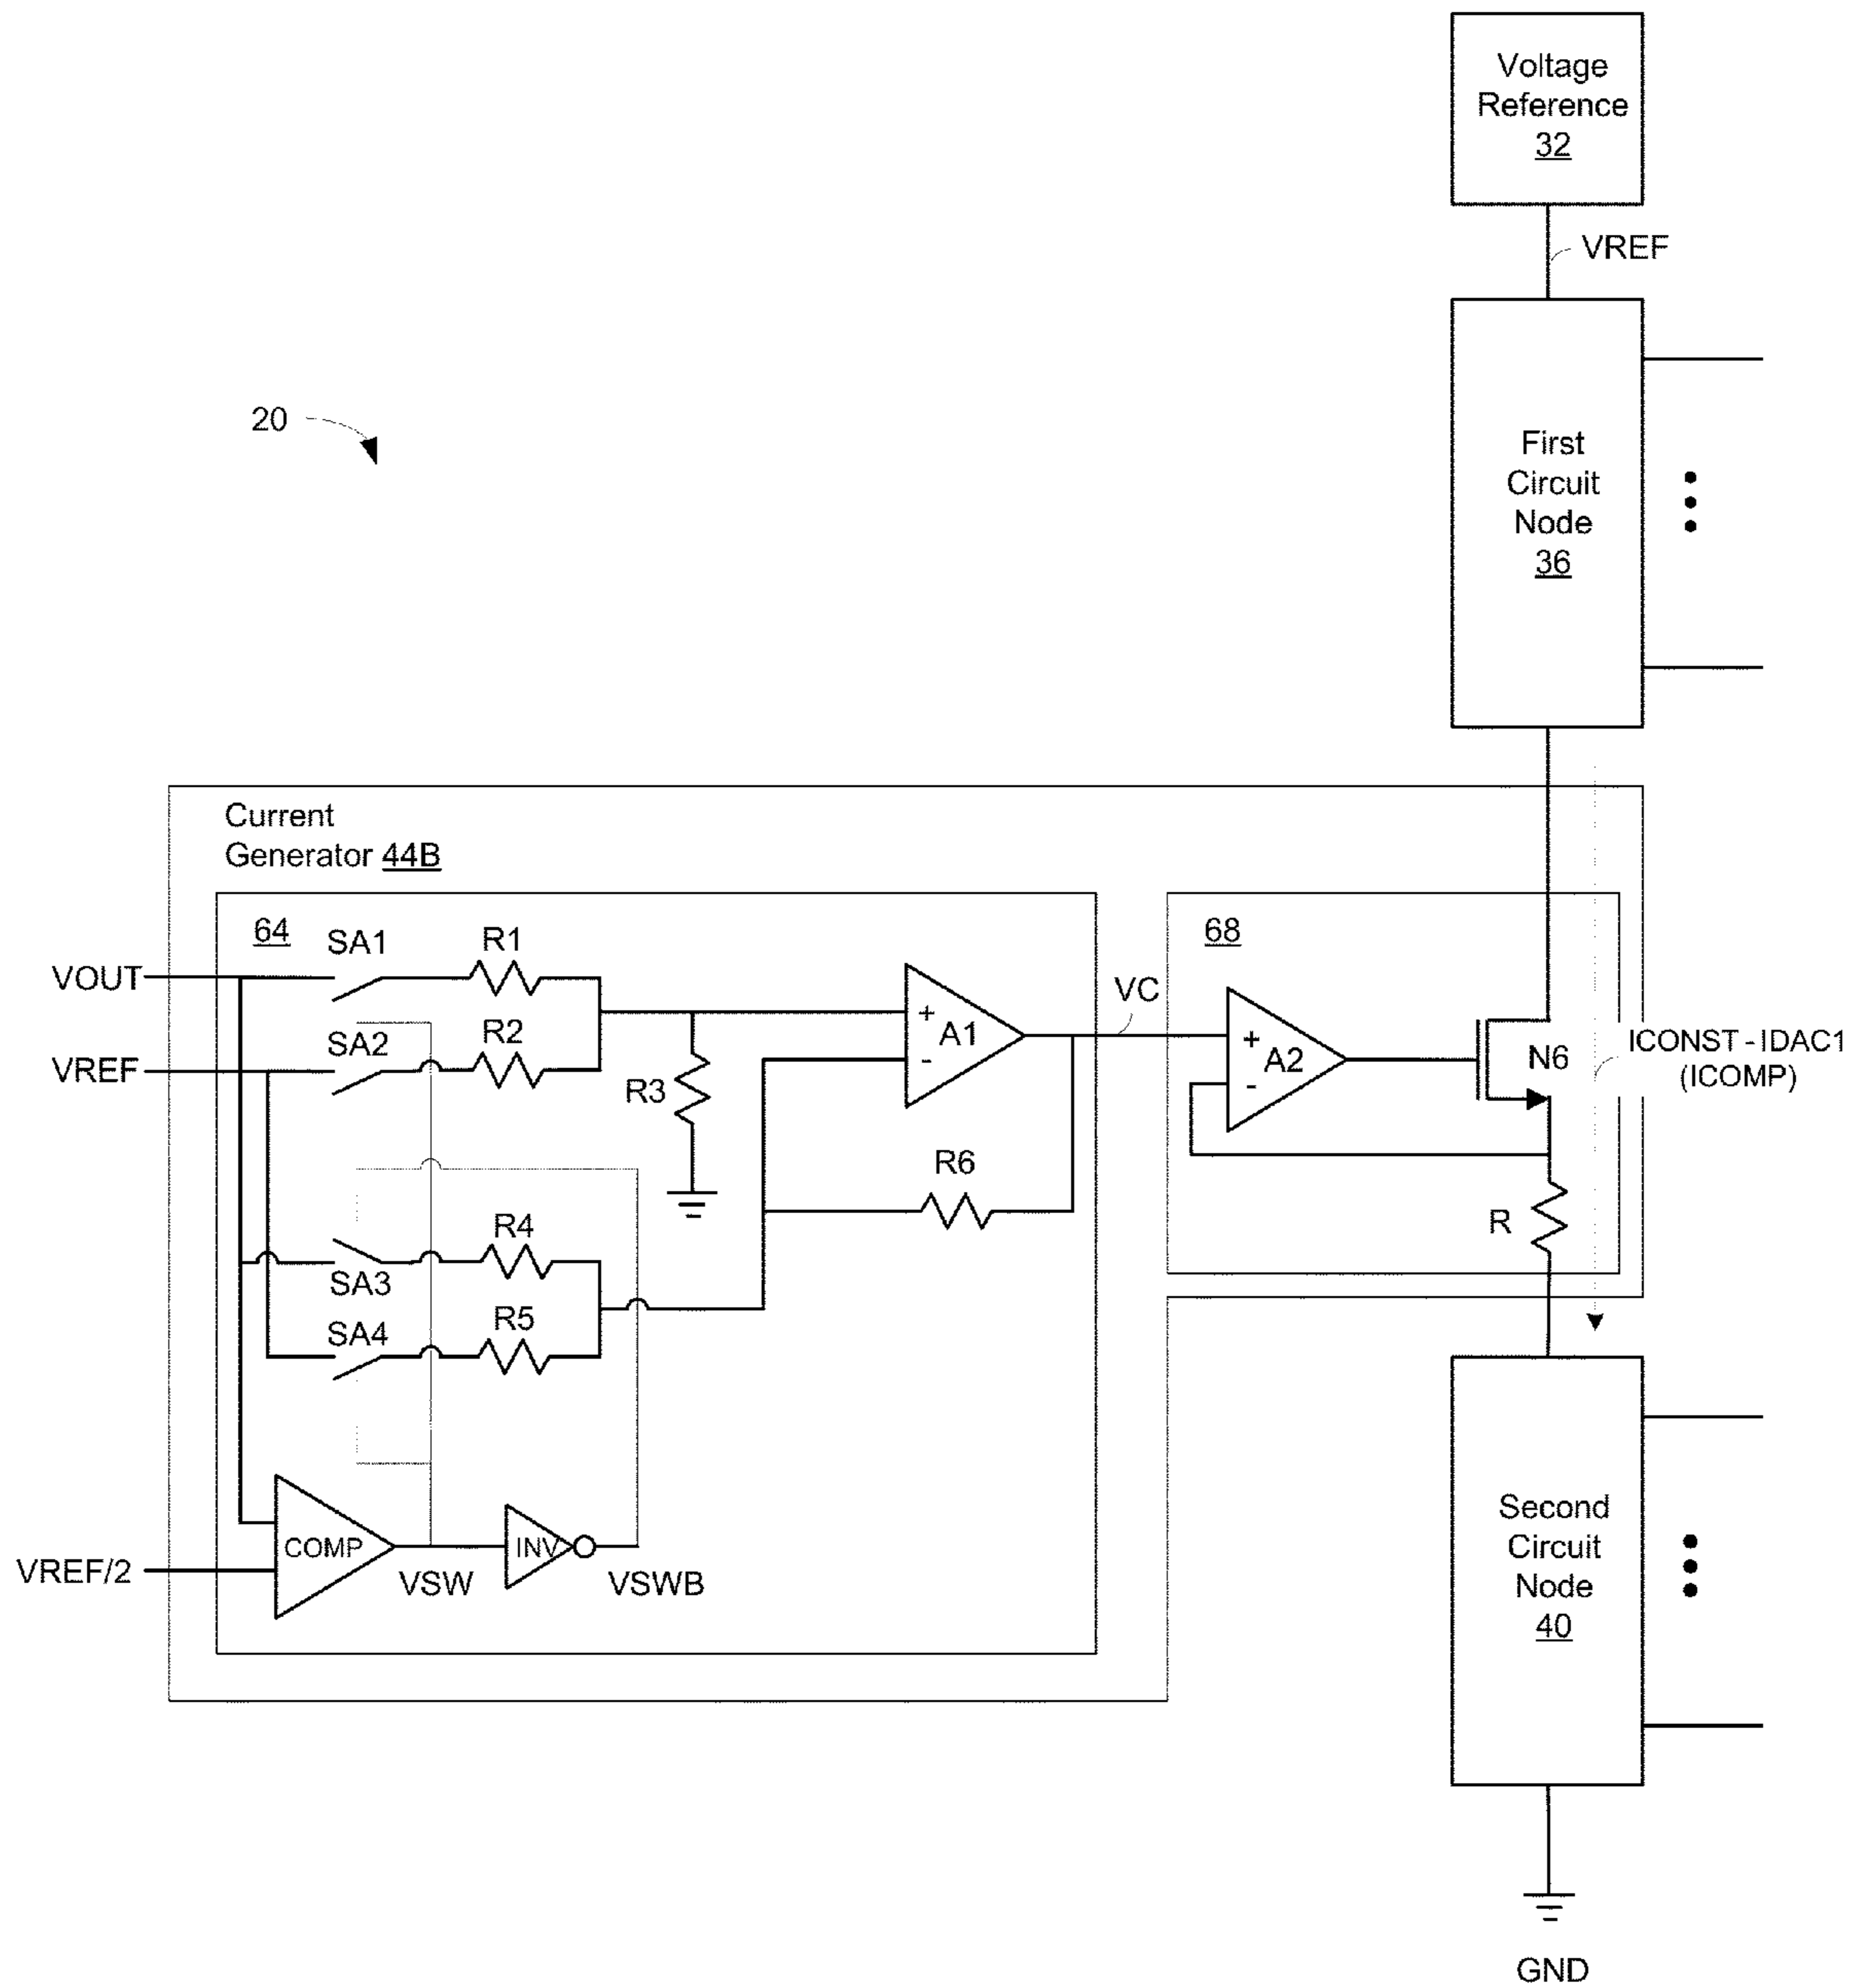 Voltage
Reference
32
VREF
20
First
Circuit
Node
36
Current
Generator 44B
64
SA1
R1
68
VOUT
VC
+
A1
-
SA2
R2
VREF
R3
+
A2
-
N6
ICONST - IDAC1
(ICOMP)
R6
R4
R
SA3
R5
SA4
COMP
INV
VREF/2
VSW
VSWB
Second
Circuit
Node
40
GND